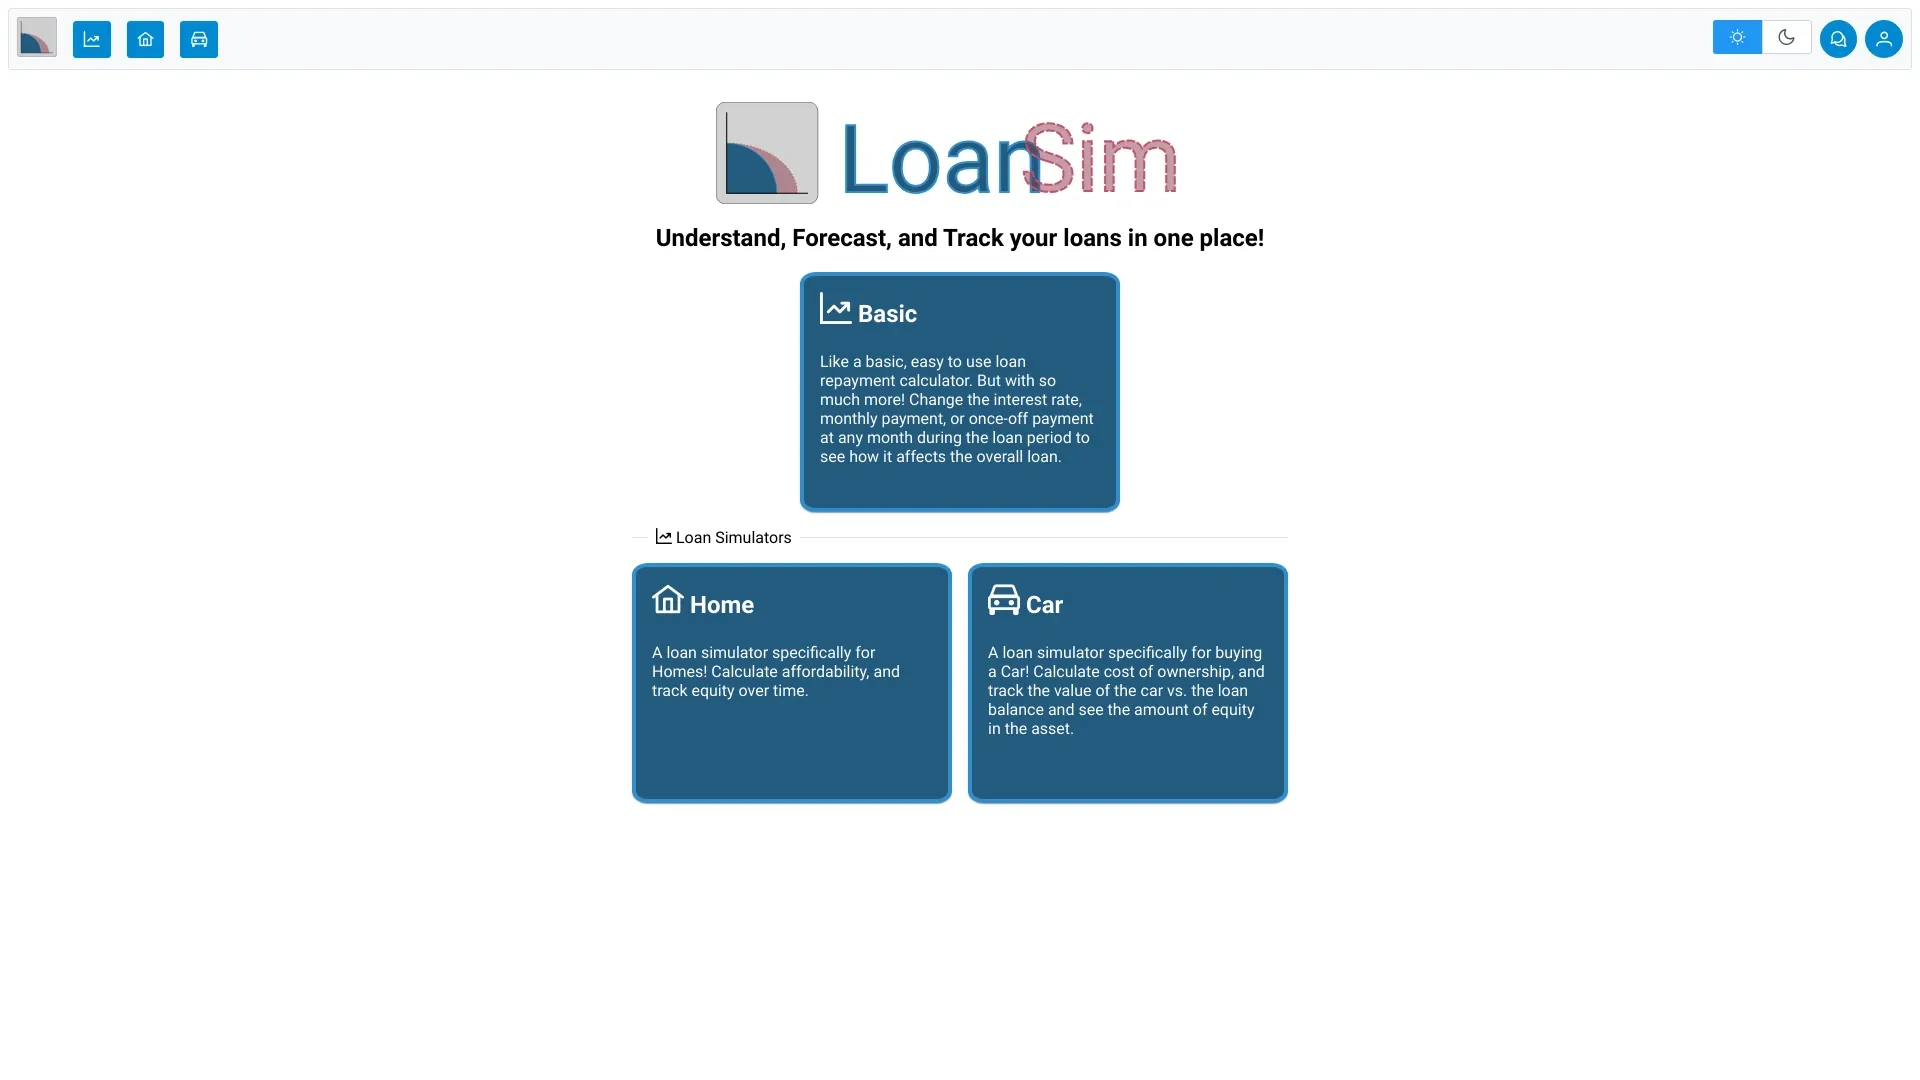 LoanSim
Understand, Forecast, and Track your loans in one place!
Basic
Like a basic, easy to use loan
repayment calculator. But with so
much more! Change the interest rate,
monthly payment, or once-off payment
at any month during the loan period to
see how it affects the overall loan.
Loan Simulators
Home
A loan simulator specifically for
Homes! Calculate affordability, and
track equity over time.
Car
A loan simulator specifically for buying
a Car! Calculate cost of ownership, and
track the value of the car vs. the loan
balance and see the amount of equity
in the asset.